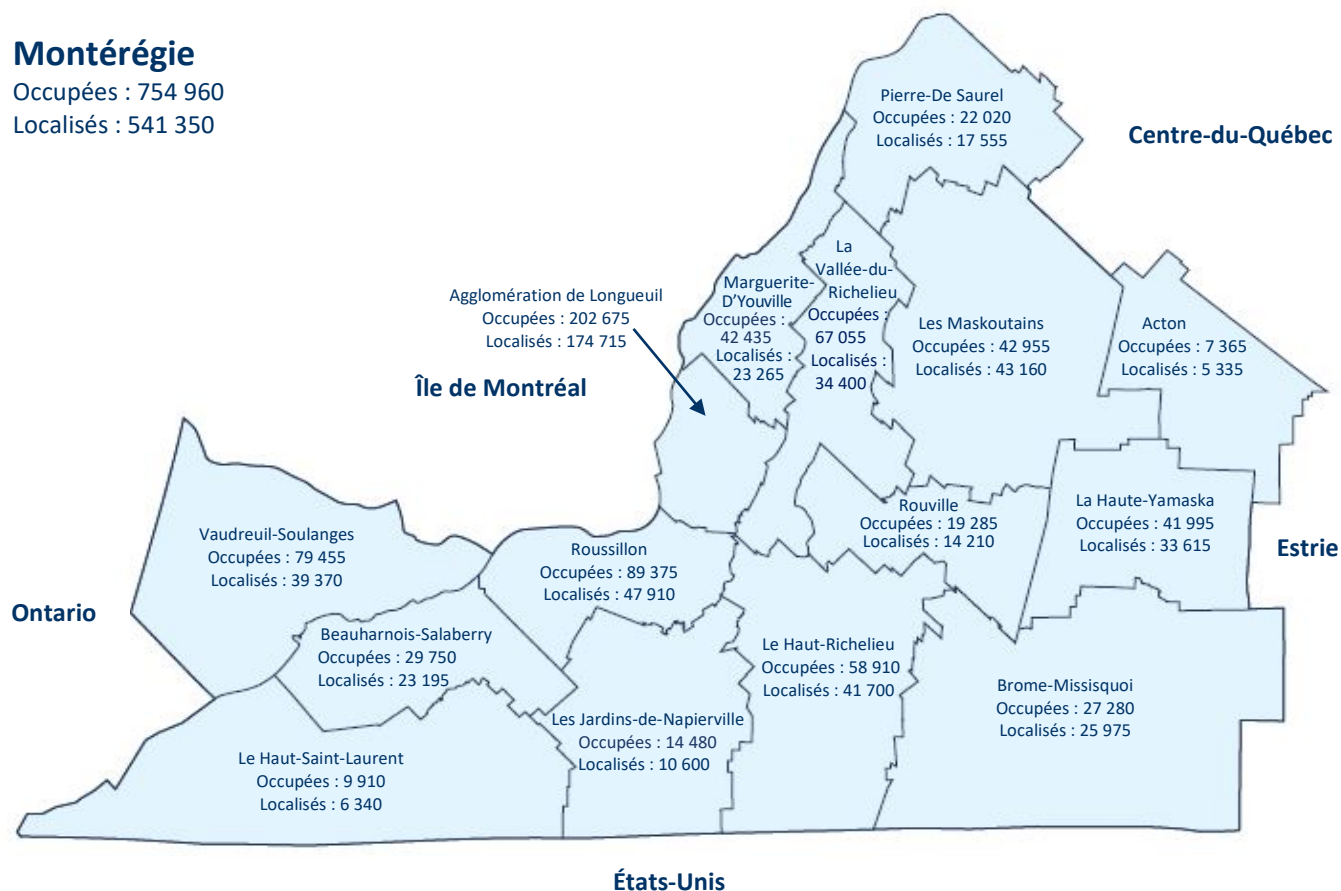 Montérégie
Occupées : 754 960
Localisés : 541 350
Pierre-De Saurel
Occupées : 22 020
Localisés : 17 555
Centre-du-Québec
La
Vallée-du-
Richelieu
Occupées :
67 055
Localisés :
34 400
Marguerite-
D'Youville
Occupées :
42 435
Localisés :
23 265
Agglomération de Longueuil
Occupées : 202 675
Localisés : 174 715
Les Maskoutains
Occupées : 42 955
Localisés : 43 160
Acton
Occupées : 7 365
Localisés : 5 335
Île de Montréal
Rouville
Occupées : 19 285
Localisés : 14 210
La Haute-Yamaska
Occupées : 41 995
Localisés : 33 615
Estrie
Vaudreuil-Soulanges
Occupées : 79 455
Localisés : 39 370
Roussillon
Occupées : 89 375
Localisés : 47 910
Ontario
Beauharnois-Salaberry
Occupées : 29 750
Localisés : 23 195
Le Haut-Richelieu
Occupées : 58 910
Localisés : 41 700
Brome-Missisquoi
Occupées : 27 280
Localisés : 25 975
Les Jardins-de-Napierville
Occupées : 14 480
Localisés : 10 600
Le Haut-Saint-Laurent
Occupées : 9 910
Localisés : 6 340
États-Unis